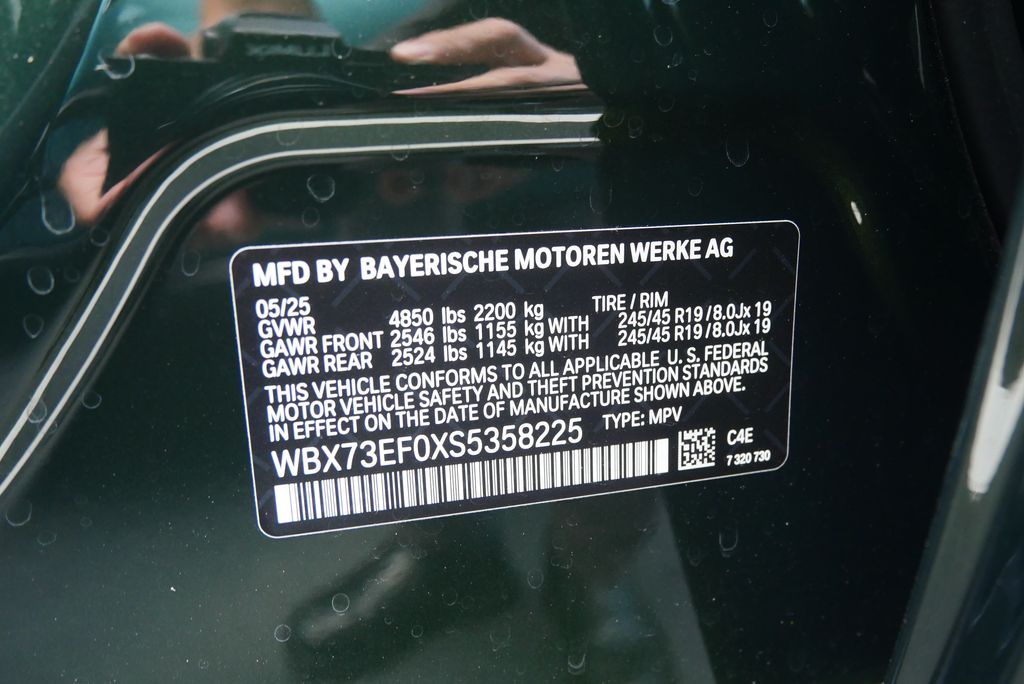 MFD BY BAYERISCHE MOTOREN WERKE AG
05/25 TIRE / RIM
GVWR 4850 lbs 2200 kg
GAWR FRONT 2546 lbs 1155 kg WITH 245/45 R19 / 8.0Jx 19
GAWR REAR 2524 lbs 1145 kg WITH 245/45 R19 / 8.0Jx 19
THIS VEHICLE CONFORMS TO ALL APPLICABLE U. S. FEDERAL
MOTOR VEHICLE SAFETY AND THEFT PREVENTION STANDARDS
IN EFFECT ON THE DATE OF MANUFACTURE SHOWN ABOVE.
WBX73EF0XS5358225 TYPE: MPV
C4E
7 320 730